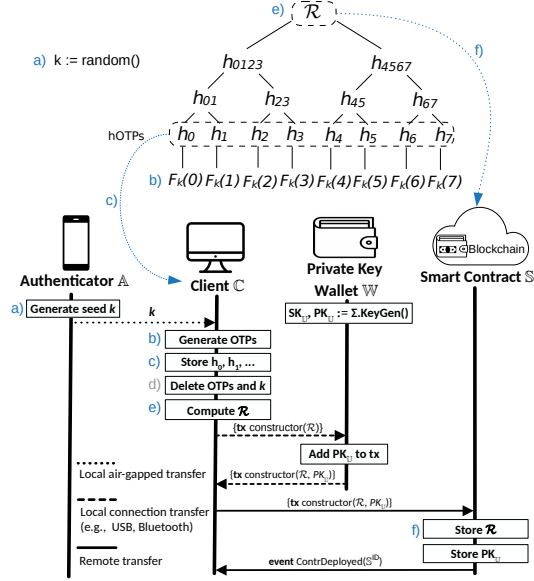 e) ℛ
f)
a) k := random()
h0123 h4567
h01 h23 h45 h67
hOTPs h0 h1 h2 h3 h4 h5 h6 h7
b) Fk(0) Fk(1) Fk(2) Fk(3) Fk(4) Fk(5) Fk(6) Fk(7)
c)
Blockchain
Authenticator 𝔸
Client ℂ
Private Key
Wallet 𝕎
Smart Contract 𝕊
a) Generate seed k
k
SK𝕌, PK𝕌 := Σ.KeyGen()
b) Generate OTPs
c) Store h0, h1, ...
d) Delete OTPs and k
e) Compute ℛ
{tx constructor(ℛ)}
Add PK𝕌 to tx
{tx constructor(ℛ, PK𝕌)}
Local air-gapped transfer
{tx constructor(ℛ, PK𝕌)}
Local connection transfer
(e.g., USB, Bluetooth)
f) Store ℛ
Store PK𝕌
Remote transfer
event ContrDeployed(𝕊ID)